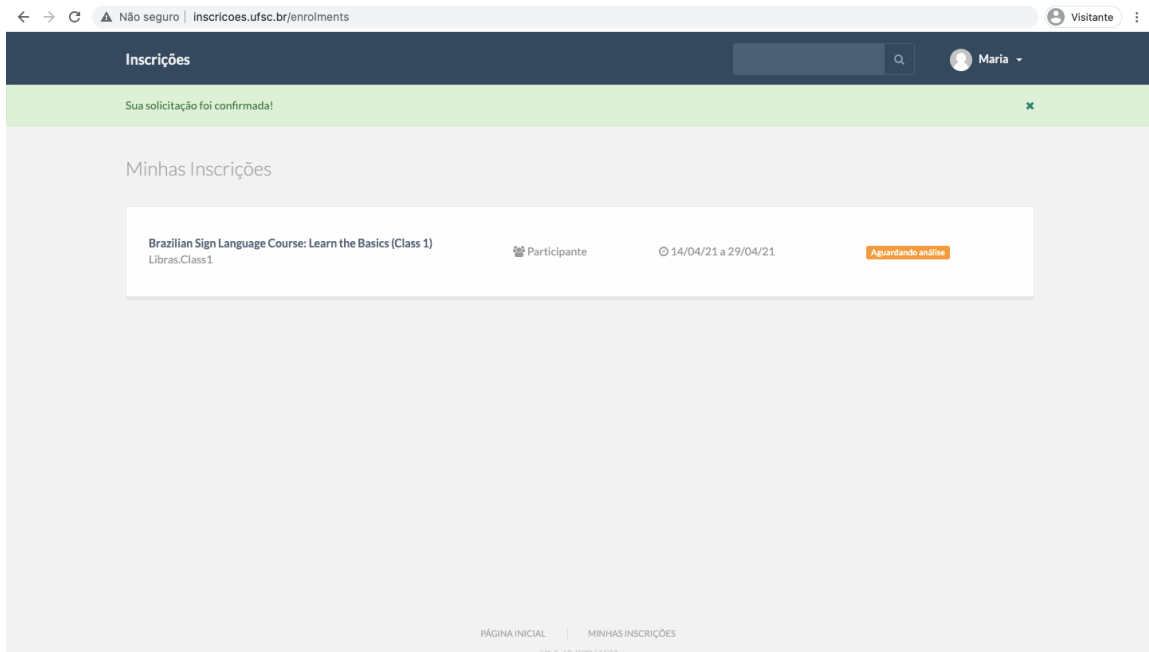 Não seguro | inscricoes.ufsc.br/enrolments
Visitante
Inscrições
Maria
Sua solicitação foi confirmada!
Minhas Inscrições
Brazilian Sign Language Course: Learn the Basics (Class 1)
Libras.Class1
Participante
14/04/21 a 29/04/21
Aguardando análise
PÁGINA INICIAL
MINHAS INSCRIÇÕES